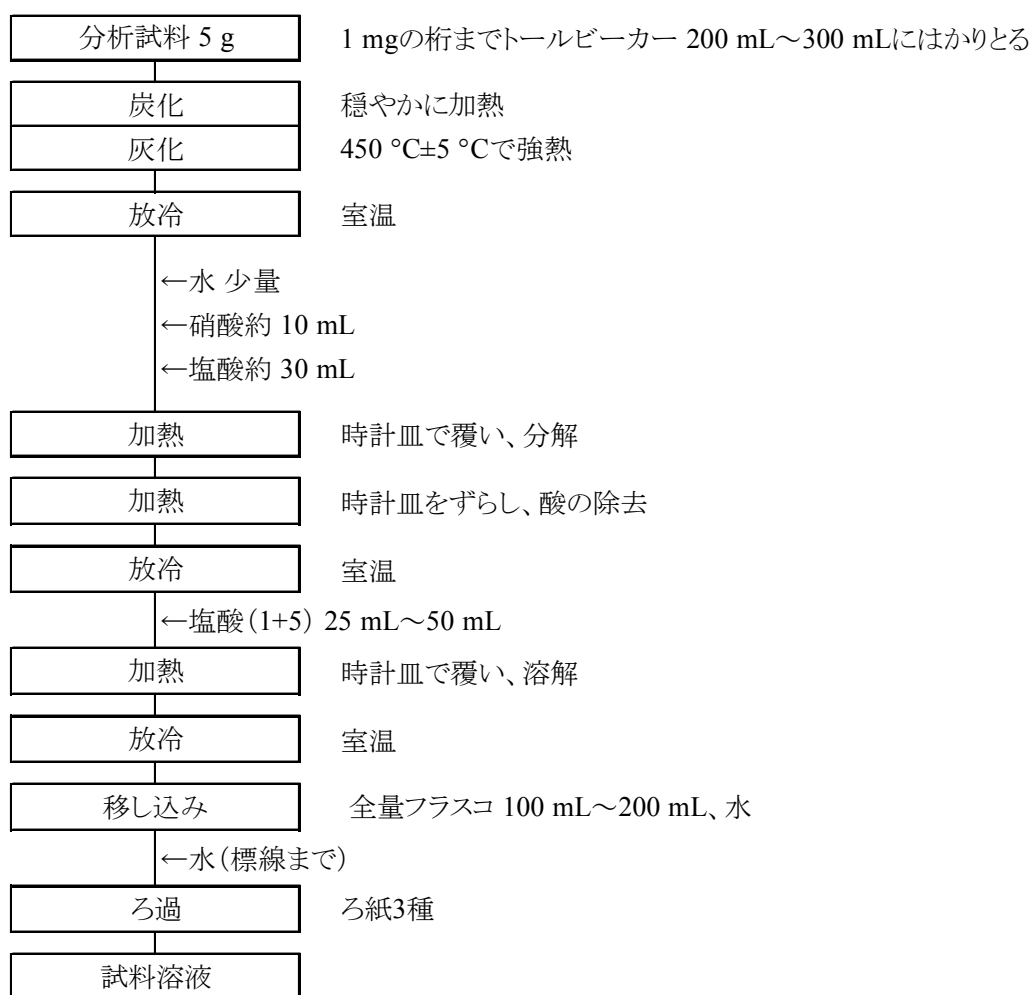 分析試料 5 g 1 mgの桁までトールビーカー 200 mL～300 mLにはかりとる
炭化 穏やかに加熱
灰化 450 °C±5 °Cで強熱
放冷 室温
←水 少量
←硝酸約 10 mL
←塩酸約 30 mL
加熱 時計皿で覆い、分解
加熱 時計皿をずらし、酸の除去
放冷 室温
←塩酸（1+5） 25 mL～50 mL
加熱 時計皿で覆い、溶解
放冷 室温
移し込み 全量フラスコ 100 mL～200 mL、水
←水（標線まで）
ろ過 ろ紙3種
試料溶液